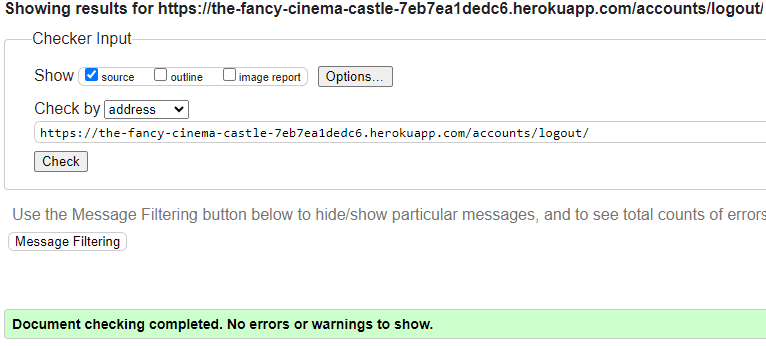 Showing results for https://the-fancy-cinema-castle-7eb7ea1dedc6.herokuapp.com/accounts/logout/
Checker Input
Show source outline image report Options...
Check by address
https://the-fancy-cinema-castle-7eb7ea1dedc6.herokuapp.com/accounts/logout/
Check
Use the Message Filtering button below to hide/show particular messages, and to see total counts of errors
Message Filtering
Document checking completed. No errors or warnings to show.